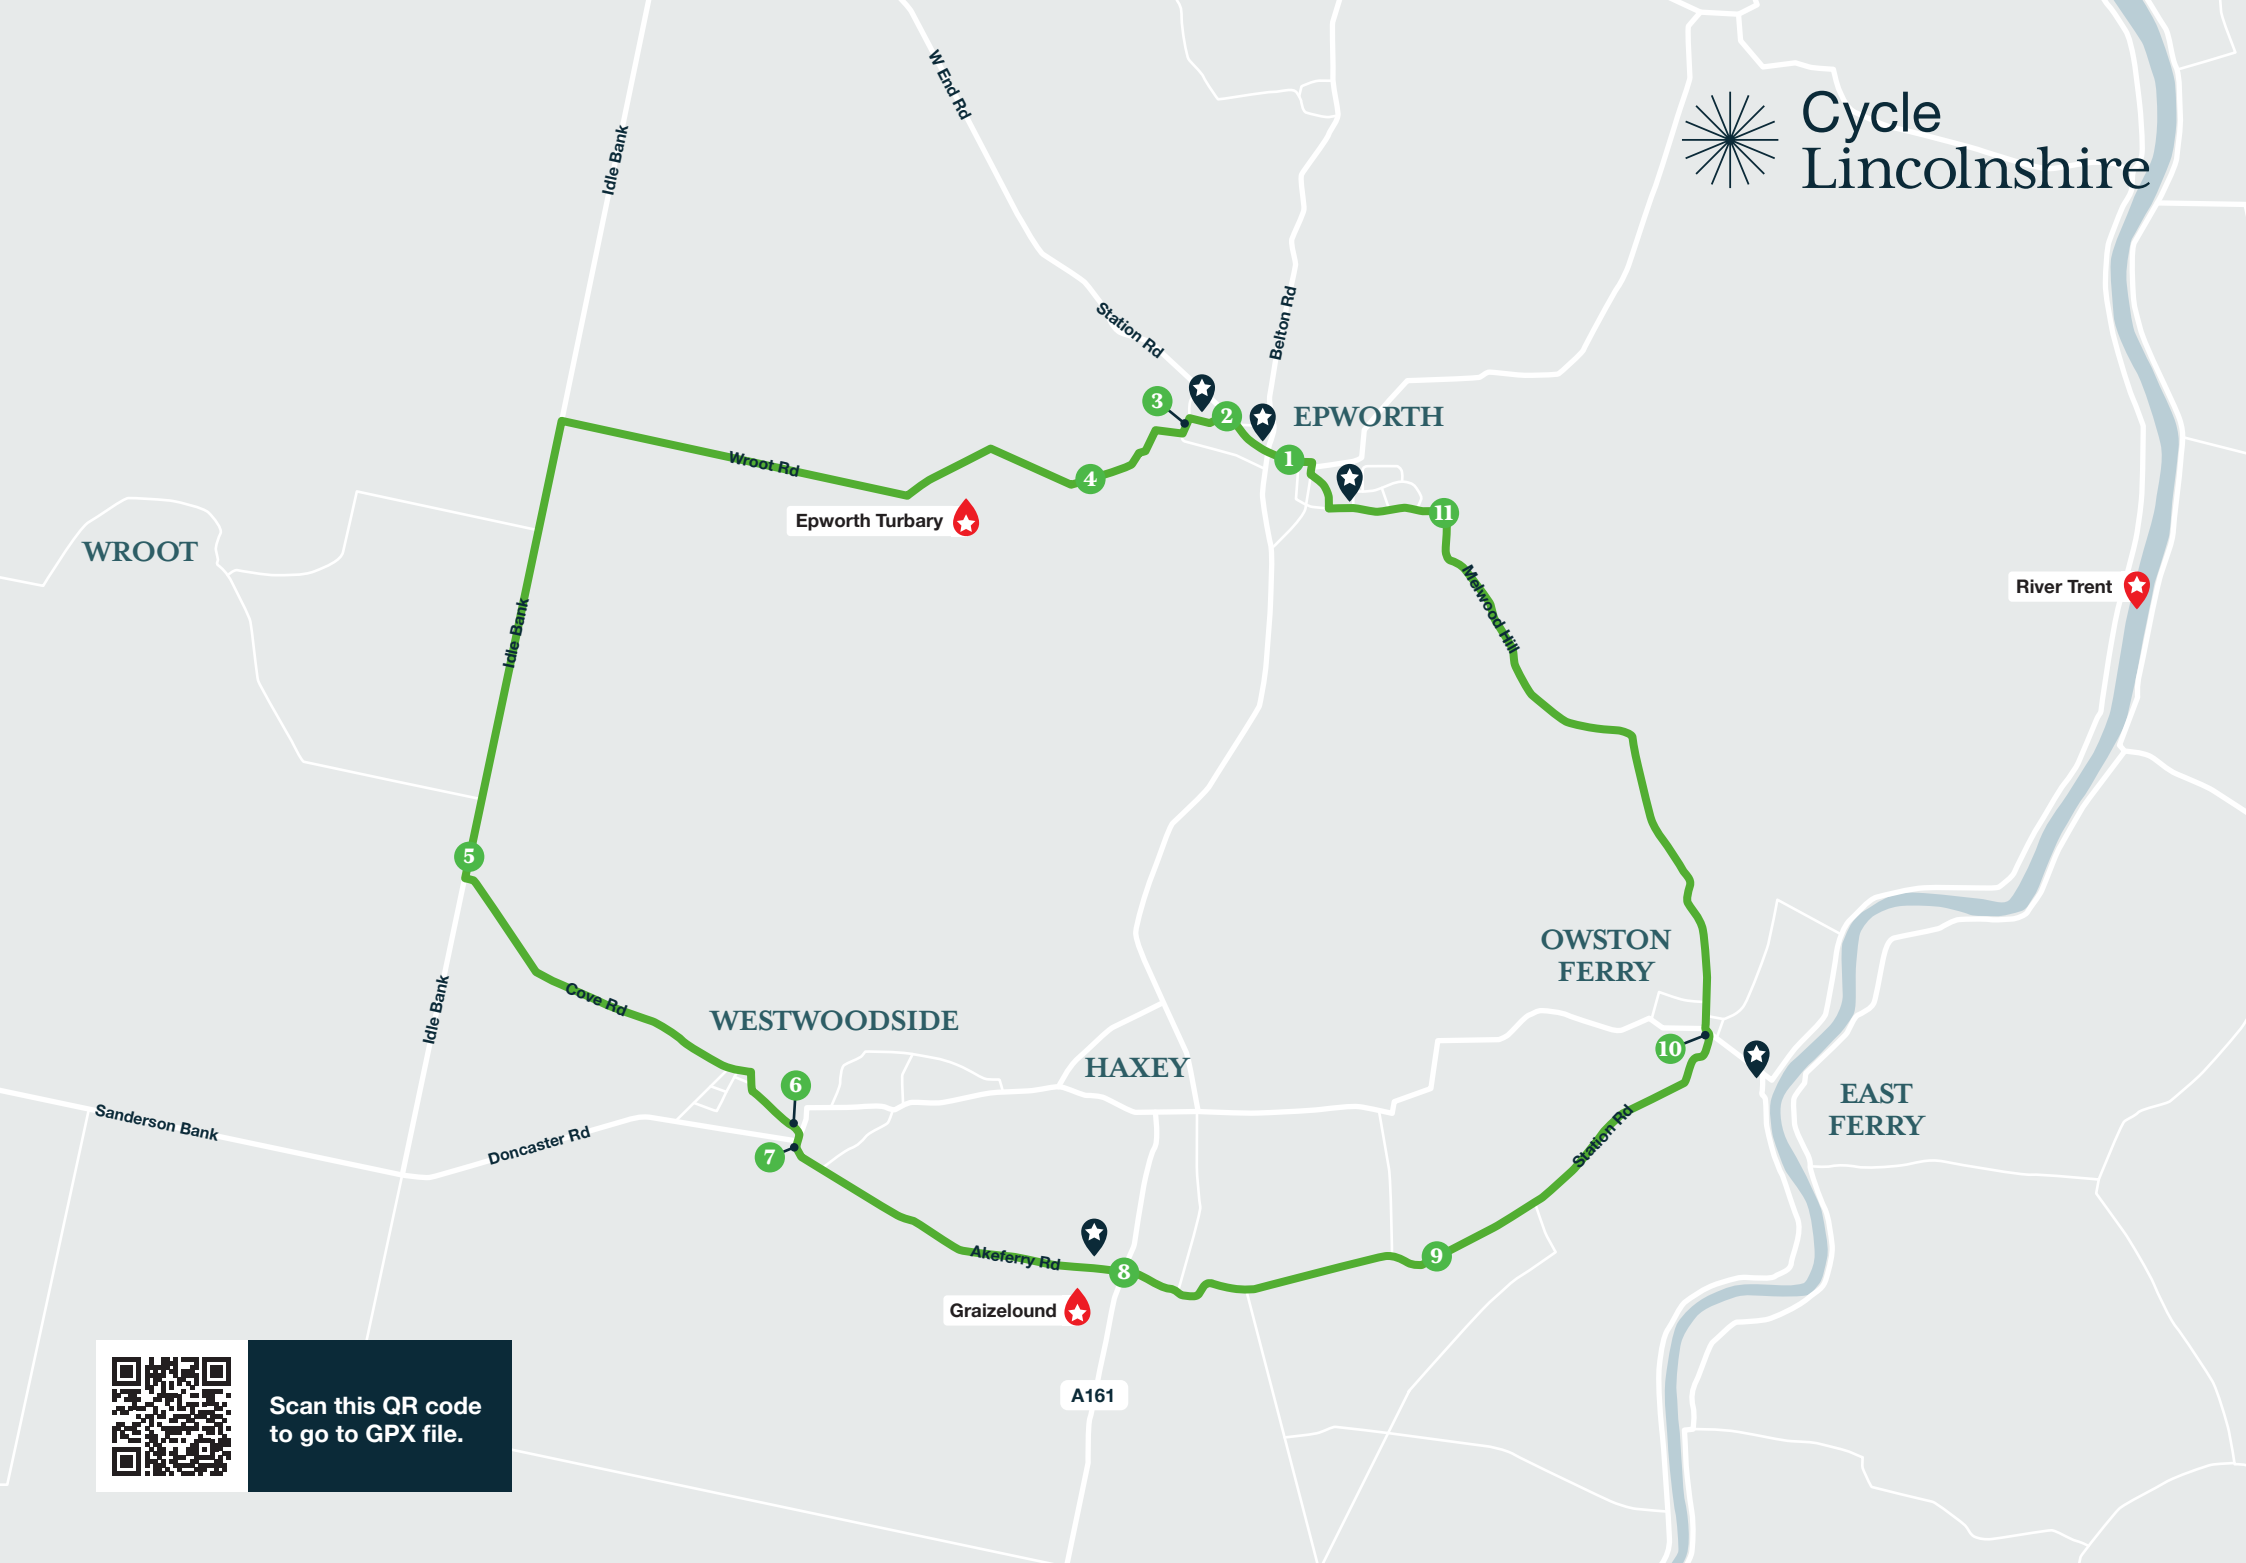 Cycle
Lincolnshire
W End Rd
Idle Bank
Station Rd
Belton Rd
3
2
EPWORTH
1
4
Wroot Rd
11
Epworth Turbary
WROOT
Melwood Hill
River Trent
Idle Bank
5
OWSTON
FERRY
Cove Rd
Idle Bank
WESTWOODSIDE
HAXEY
10
6
EAST
FERRY
Sanderson Bank
Doncaster Rd
7
Station Rd
Akeferry Rd
8
9
Graizelound
A161
Scan this QR code
to go to GPX file.